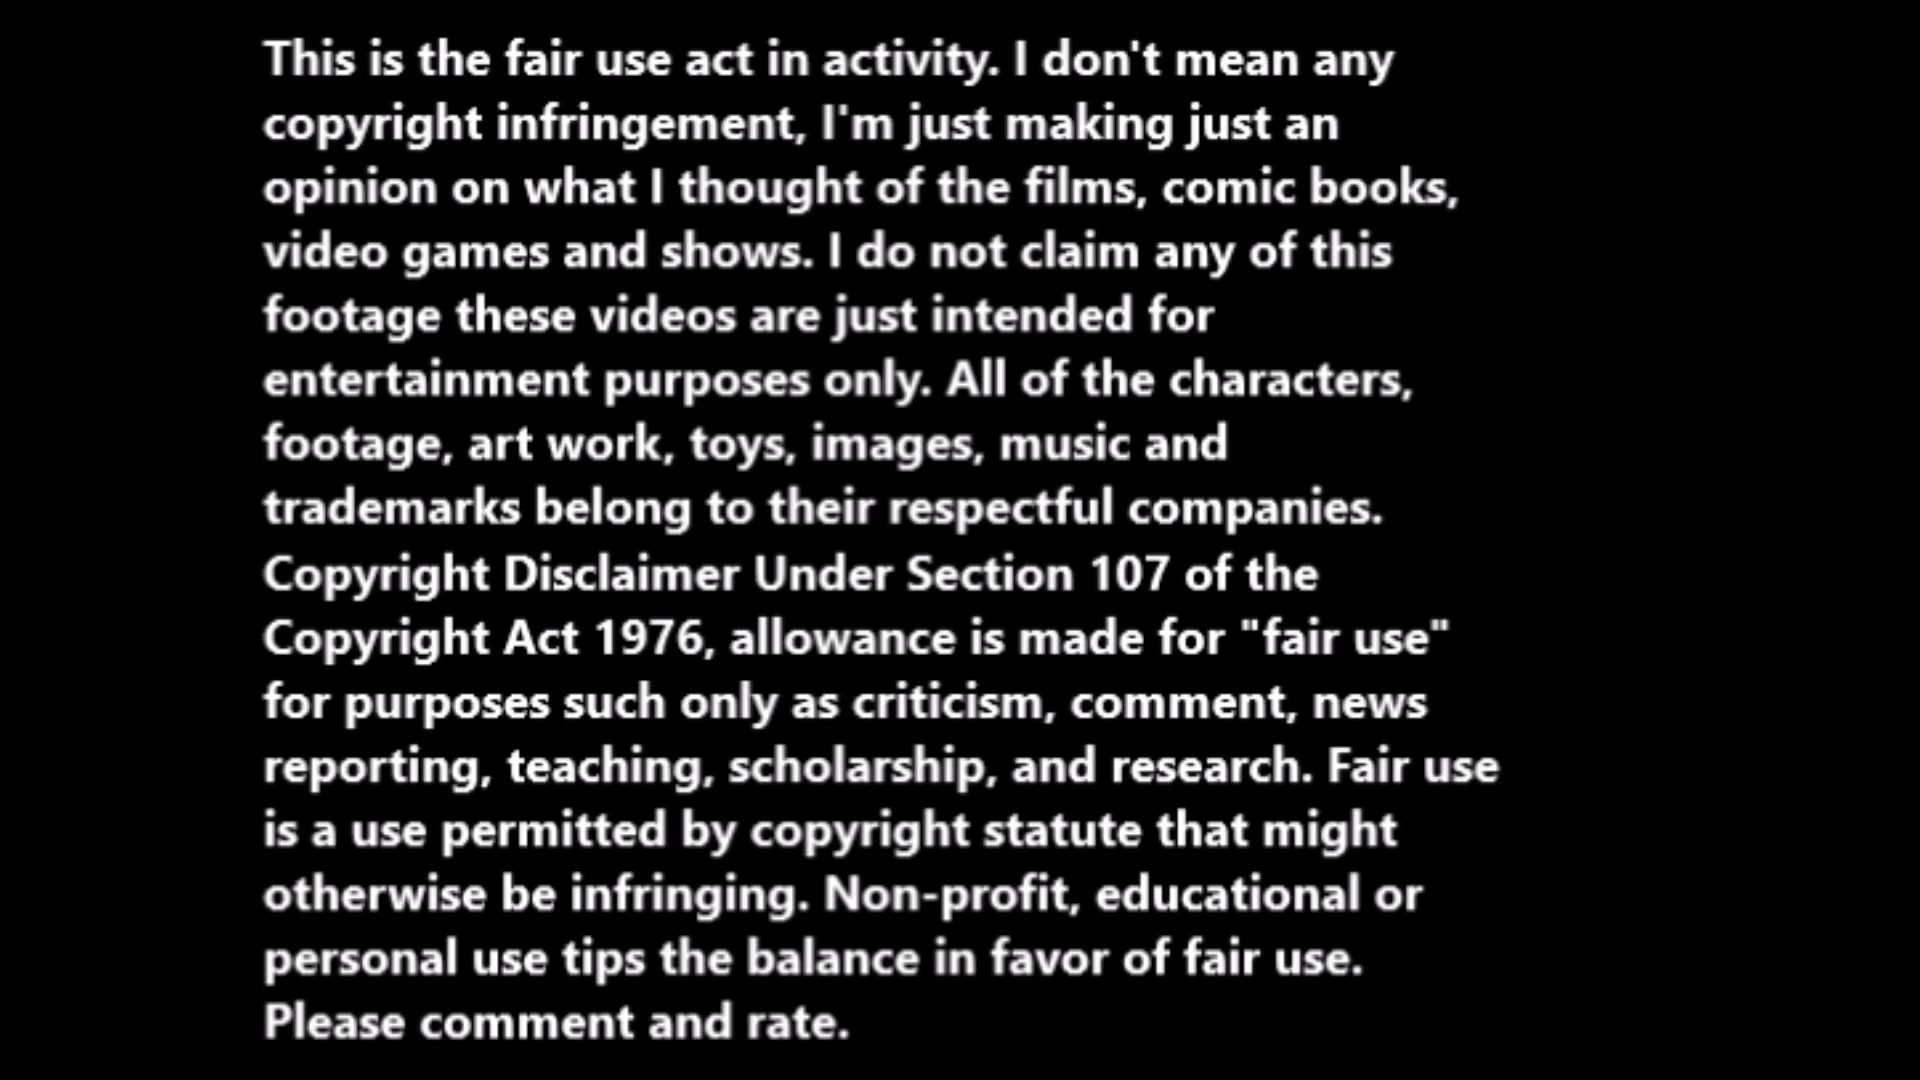 This is the fair use act in activity. I don't mean any
copyright infringement, I'm just making just an
opinion on what I thought of the films, comic books,
video games and shows. I do not claim any of this
footage these videos are just intended for
entertainment purposes only. All of the characters,
footage, art work, toys, images, music and
trademarks belong to their respectful companies.
Copyright Disclaimer Under Section 107 of the
Copyright Act 1976, allowance is made for "fair use"
for purposes such only as criticism, comment, news
reporting, teaching, scholarship, and research. Fair use
is a use permitted by copyright statute that might
otherwise be infringing. Non-profit, educational or
personal use tips the balance in favor of fair use.
Please comment and rate.